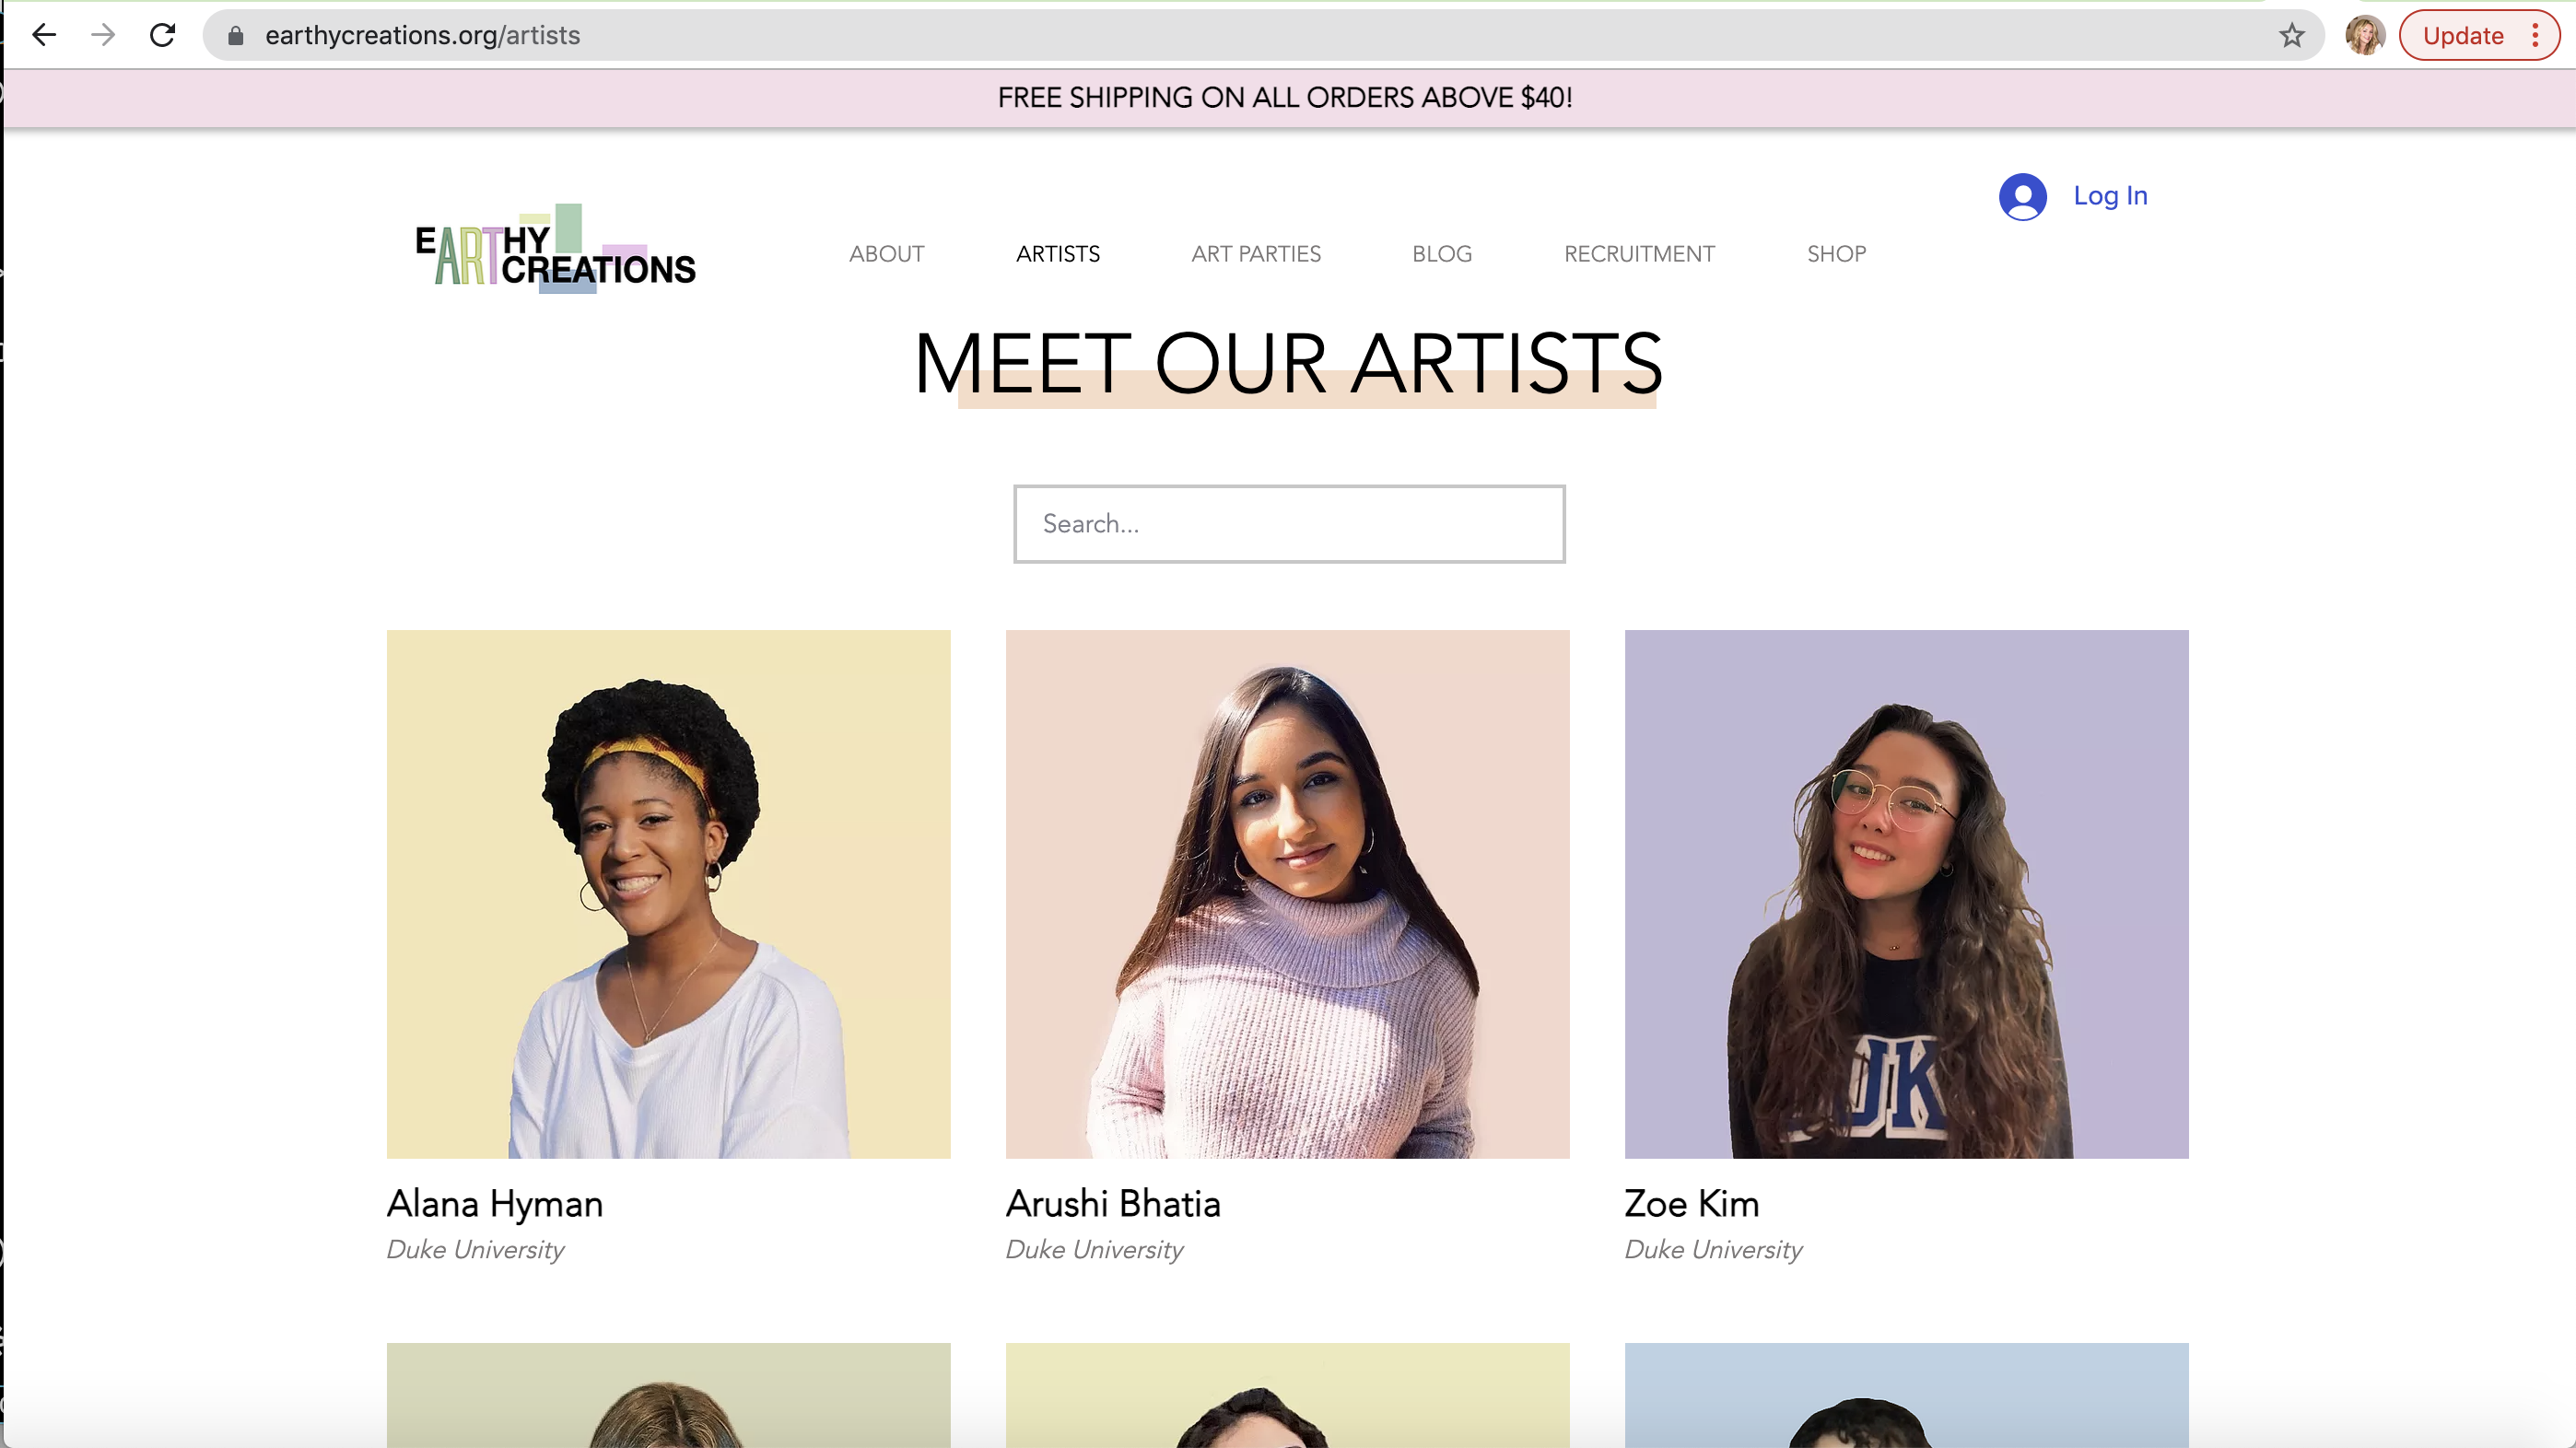 earthycreations.org/artists
Update
FREE SHIPPING ON ALL ORDERS ABOVE $40!
Log In
EARTHY
CREATIONS
ABOUT ARTISTS ART PARTIES BLOG RECRUITMENT SHOP
MEET OUR ARTISTS
Search...
UK
Alana Hyman Arushi Bhatia Zoe Kim
Duke University Duke University Duke University